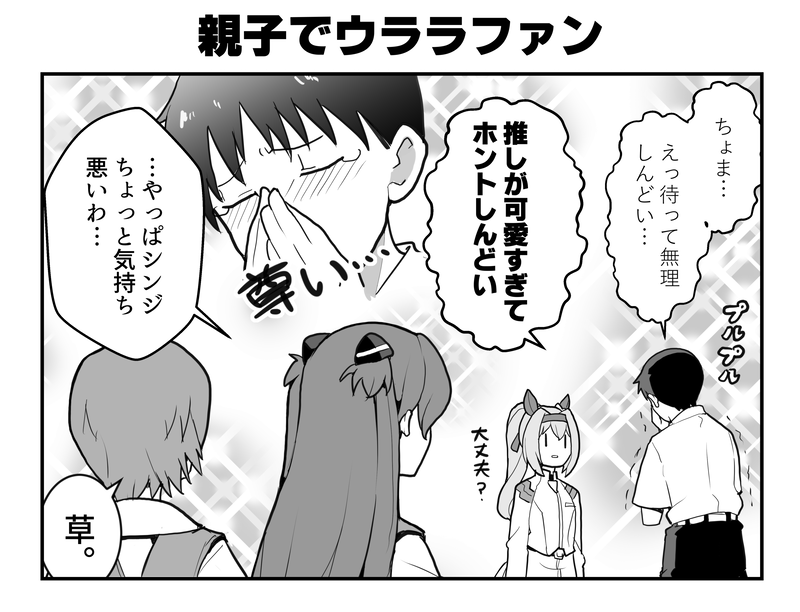 親子でウララファン
ちょま…
えっ待って無理
しんどい…
プルプル
推しが可愛すぎて
ホントしんどい
尊い…
大丈夫？
…やっぱシンジ
ちょっと気持ち
悪いわ…
草。